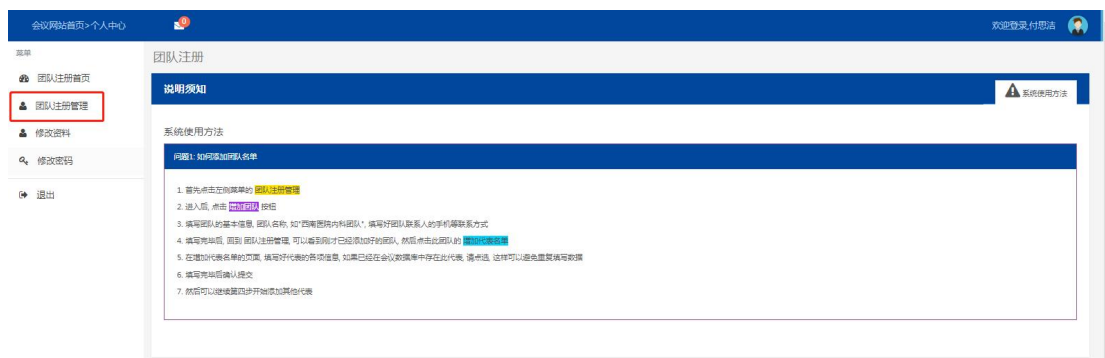 会议网站首页>个人中心
0
欢迎登录,付思洁
菜单
团队注册首页
团队注册管理
修改资料
修改密码
退出
团队注册
说明须知
系统使用方法
系统使用方法
问题1: 如何添加团队名单
1. 首先点击左侧菜单的 团队注册管理
2. 进入后, 点击 增加团队 按钮
3. 填写团队的基本信息, 团队名称, 如"西南医院内科团队", 填写好团队联系人的手机等联系方式
4. 填写完毕后, 回到 团队注册管理, 可以看到刚才已经添加好的团队, 然后点击此团队的 增加代表名单
5. 在增加代表名单的页面, 填写好代表的各项信息, 如果已经在会议数据库中存在此代表, 请点选, 这样可以避免重复填写数据
6. 填写完毕后确认提交
7. 然后可以继续第四步开始添加其他代表